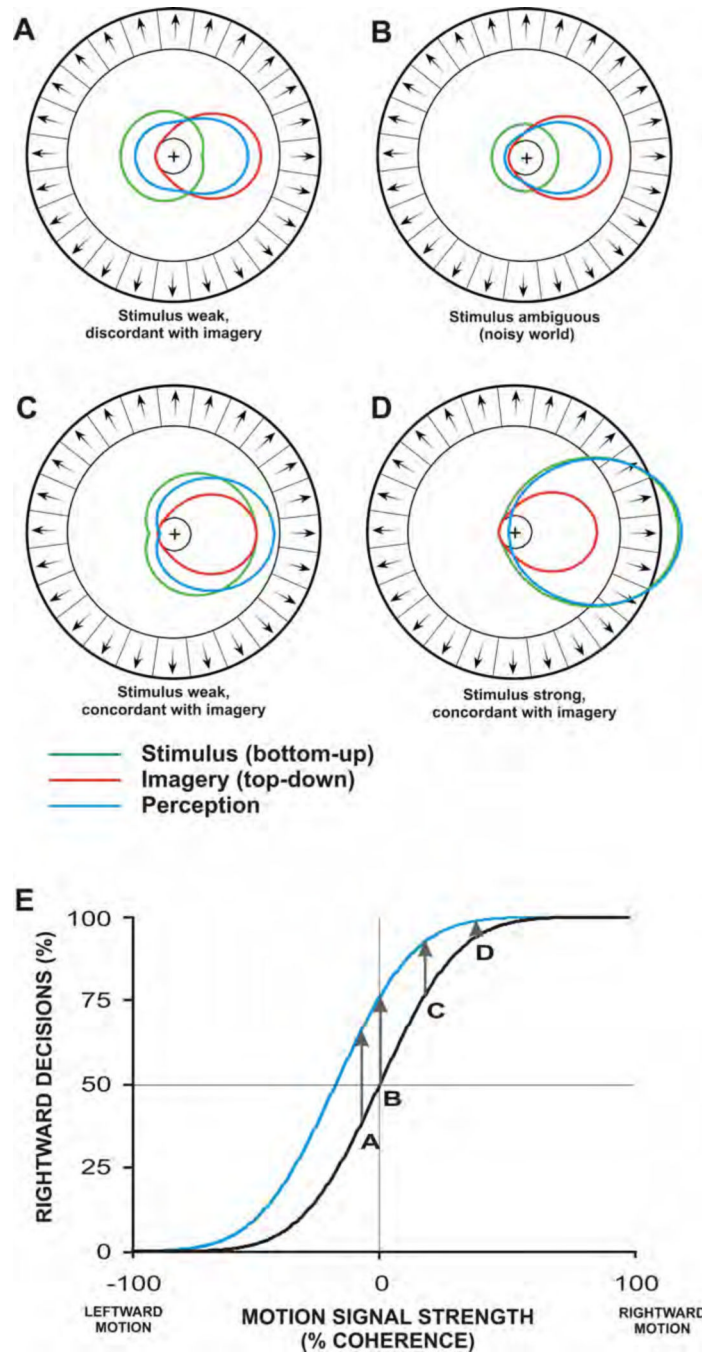 A
B
Stimulus weak,
discordant with imagery
Stimulus ambiguous
(noisy world)
C
D
Stimulus weak,
concordant with imagery
Stimulus strong,
concordant with imagery
Stimulus (bottom-up)
Imagery (top-down)
Perception
E
RIGHTWARD DECISIONS (%)
100
75
50
25
0
A
B
C
D
-100
0
100
LEFTWARD
MOTION
MOTION SIGNAL STRENGTH
(% COHERENCE)
RIGHTWARD
MOTION